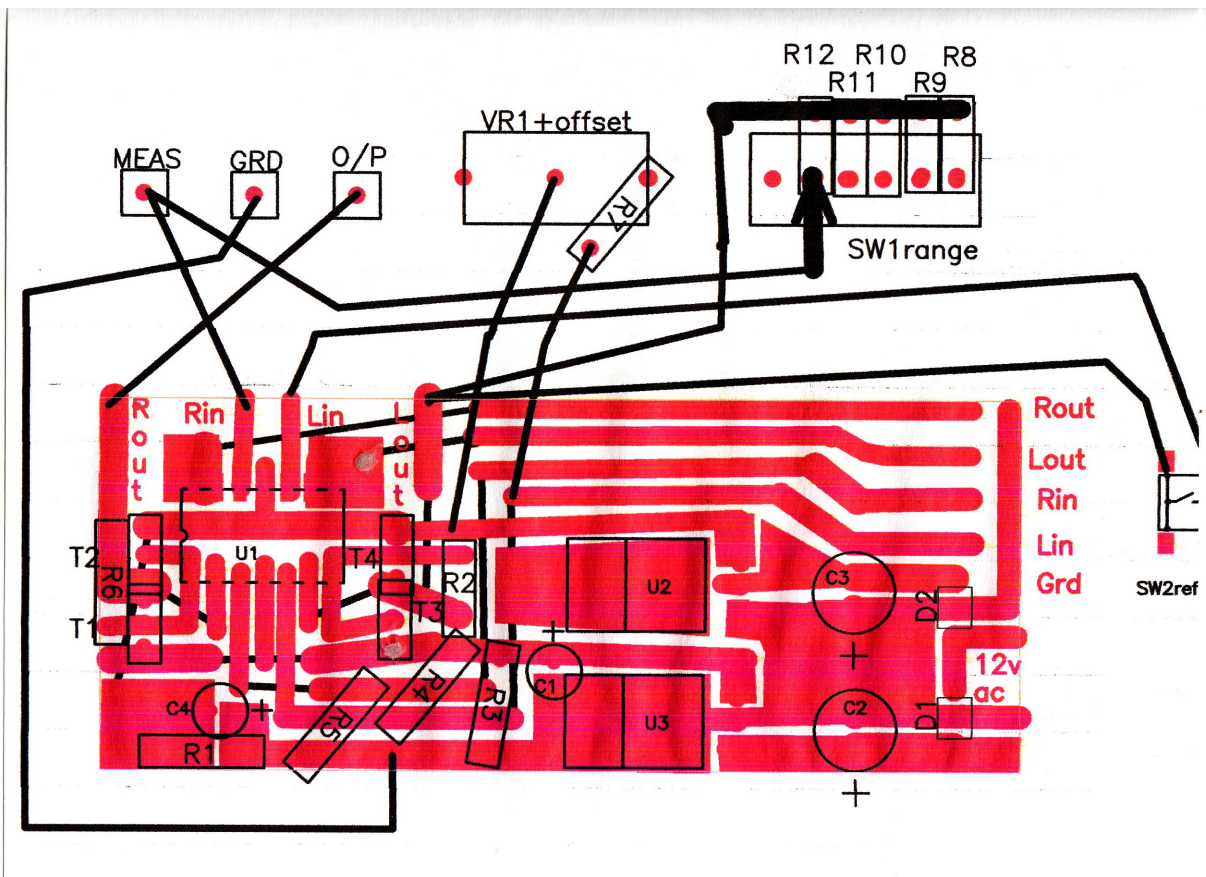 R12 R10 R8
R11 R9
VR1+offset
MEAS GRD O/P
R7
SW1range
Rout Rin Lin Lout
Rout
Lout
Rin
Lin
Grd
T2 R6 U1 T4 R2 U2 C3 D2 SW2ref
T1 T3
12v
ac
C4 R5 R4 R3 C1 U3 C2 D1
R1
+
+
+
+